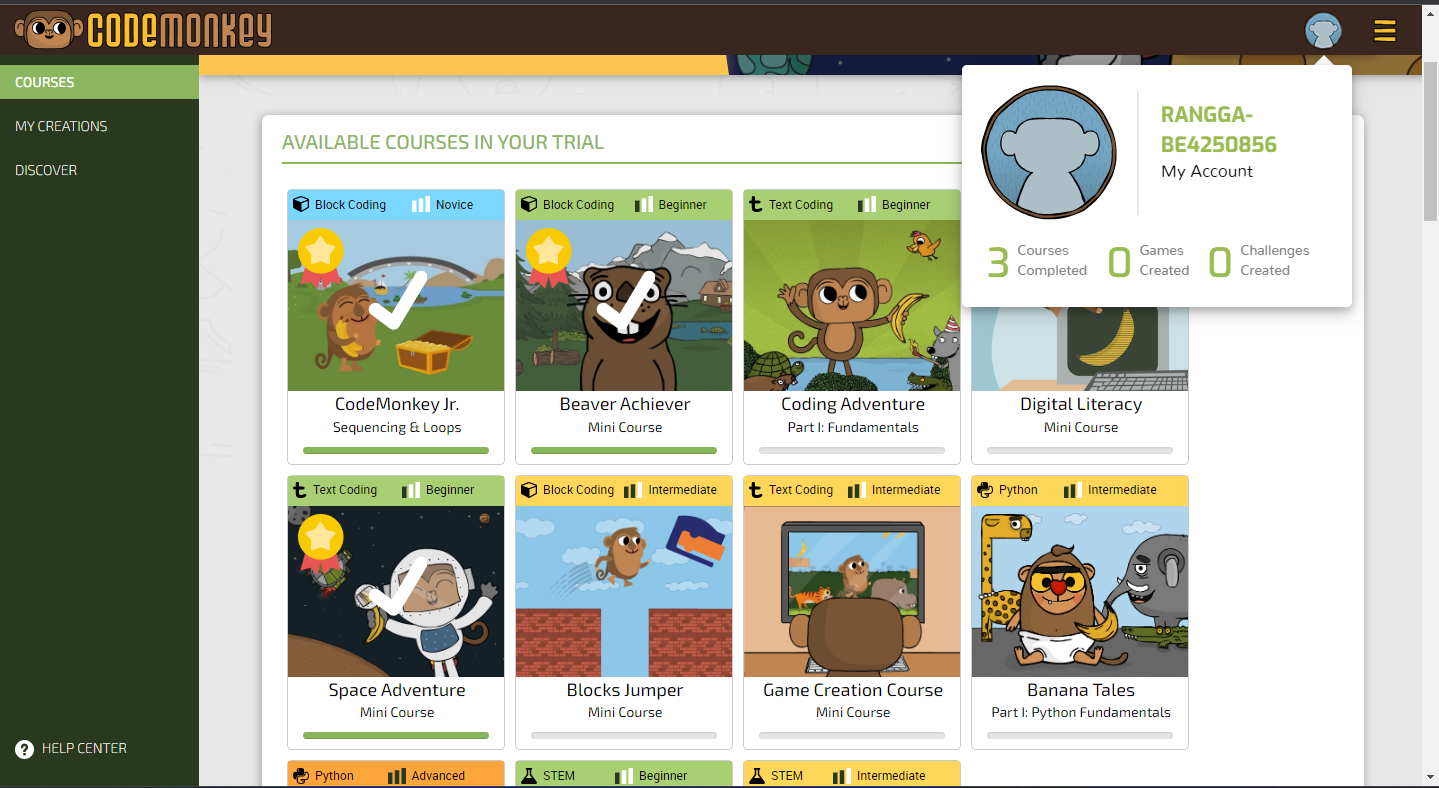 CODEMONKEY
COURSES
MY CREATIONS
DISCOVER
? HELP CENTER
RANGGA-
BE4250856
My Account
3 Courses Completed
0 Games Created
0 Challenges Created
AVAILABLE COURSES IN YOUR TRIAL
Block Coding Novice
CodeMonkey Jr.
Sequencing & Loops
Block Coding Beginner
Beaver Achiever
Mini Course
Text Coding Beginner
Coding Adventure
Part I: Fundamentals
Digital Literacy
Mini Course
Text Coding Beginner
Space Adventure
Mini Course
Block Coding Intermediate
Blocks Jumper
Mini Course
Text Coding Intermediate
Game Creation Course
Mini Course
Python Intermediate
Banana Tales
Part I: Python Fundamentals
Python Advanced
STEM Beginner
STEM Intermediate